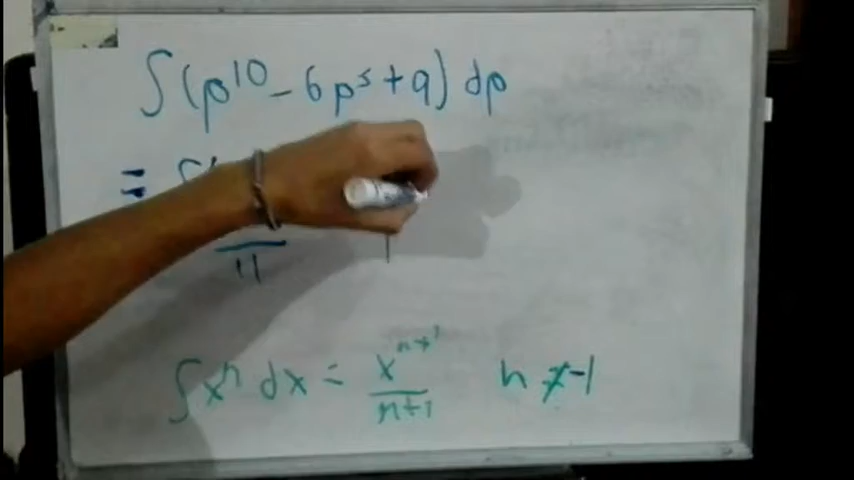 ∫(p¹⁰ - 6p⁵ + 9) dp
= ∫
11
∫xⁿ dx = xⁿ⁺¹/n+1 n ≠ -1